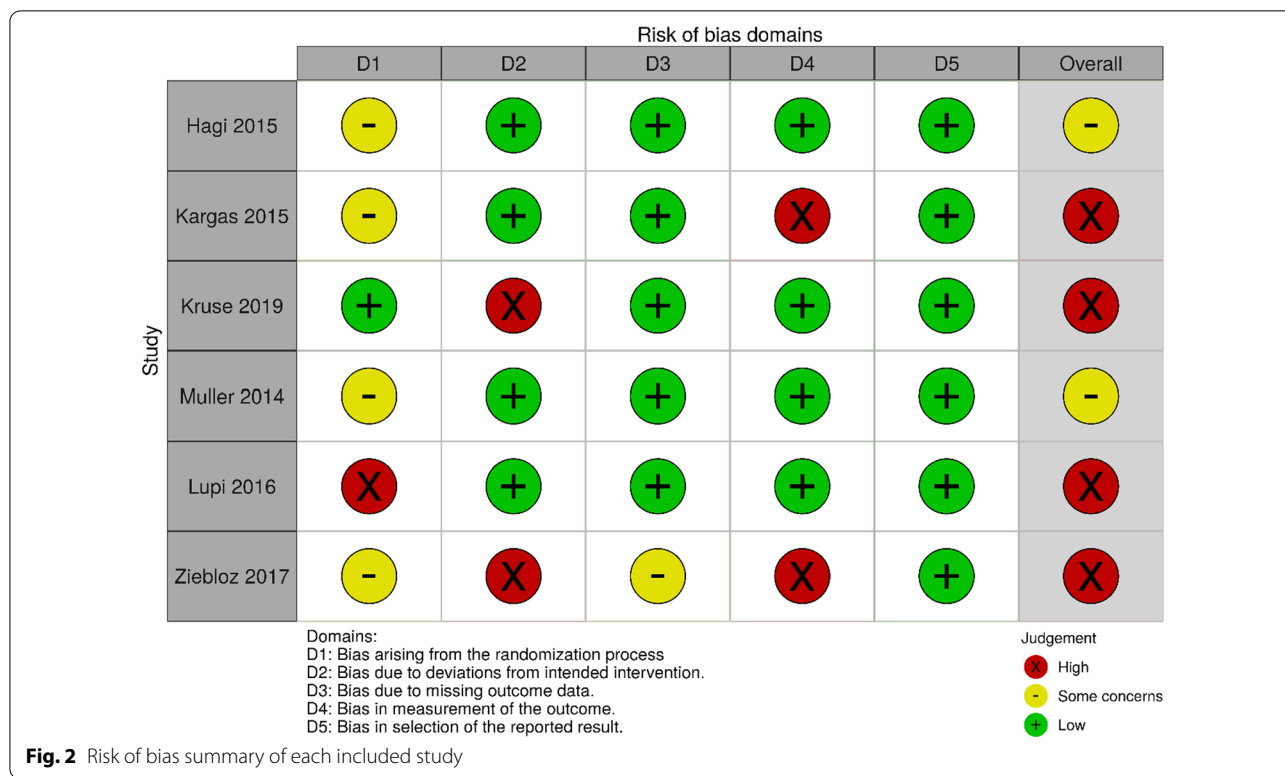 Risk of bias domains
D1 D2 D3 D4 D5 Overall
Study
Hagi 2015 - + + + + -
Kargas 2015 - + + X + X
Kruse 2019 + X + + + X
Muller 2014 - + + + + -
Lupi 2016 X + + + + X
Ziebloz 2017 - X - X + X
Domains:
D1: Bias arising from the randomization process
D2: Bias due to deviations from intended intervention.
D3: Bias due to missing outcome data.
D4: Bias in measurement of the outcome.
D5: Bias in selection of the reported result.
Judgement
X High
- Some concerns
+ Low
Fig. 2 Risk of bias summary of each included study